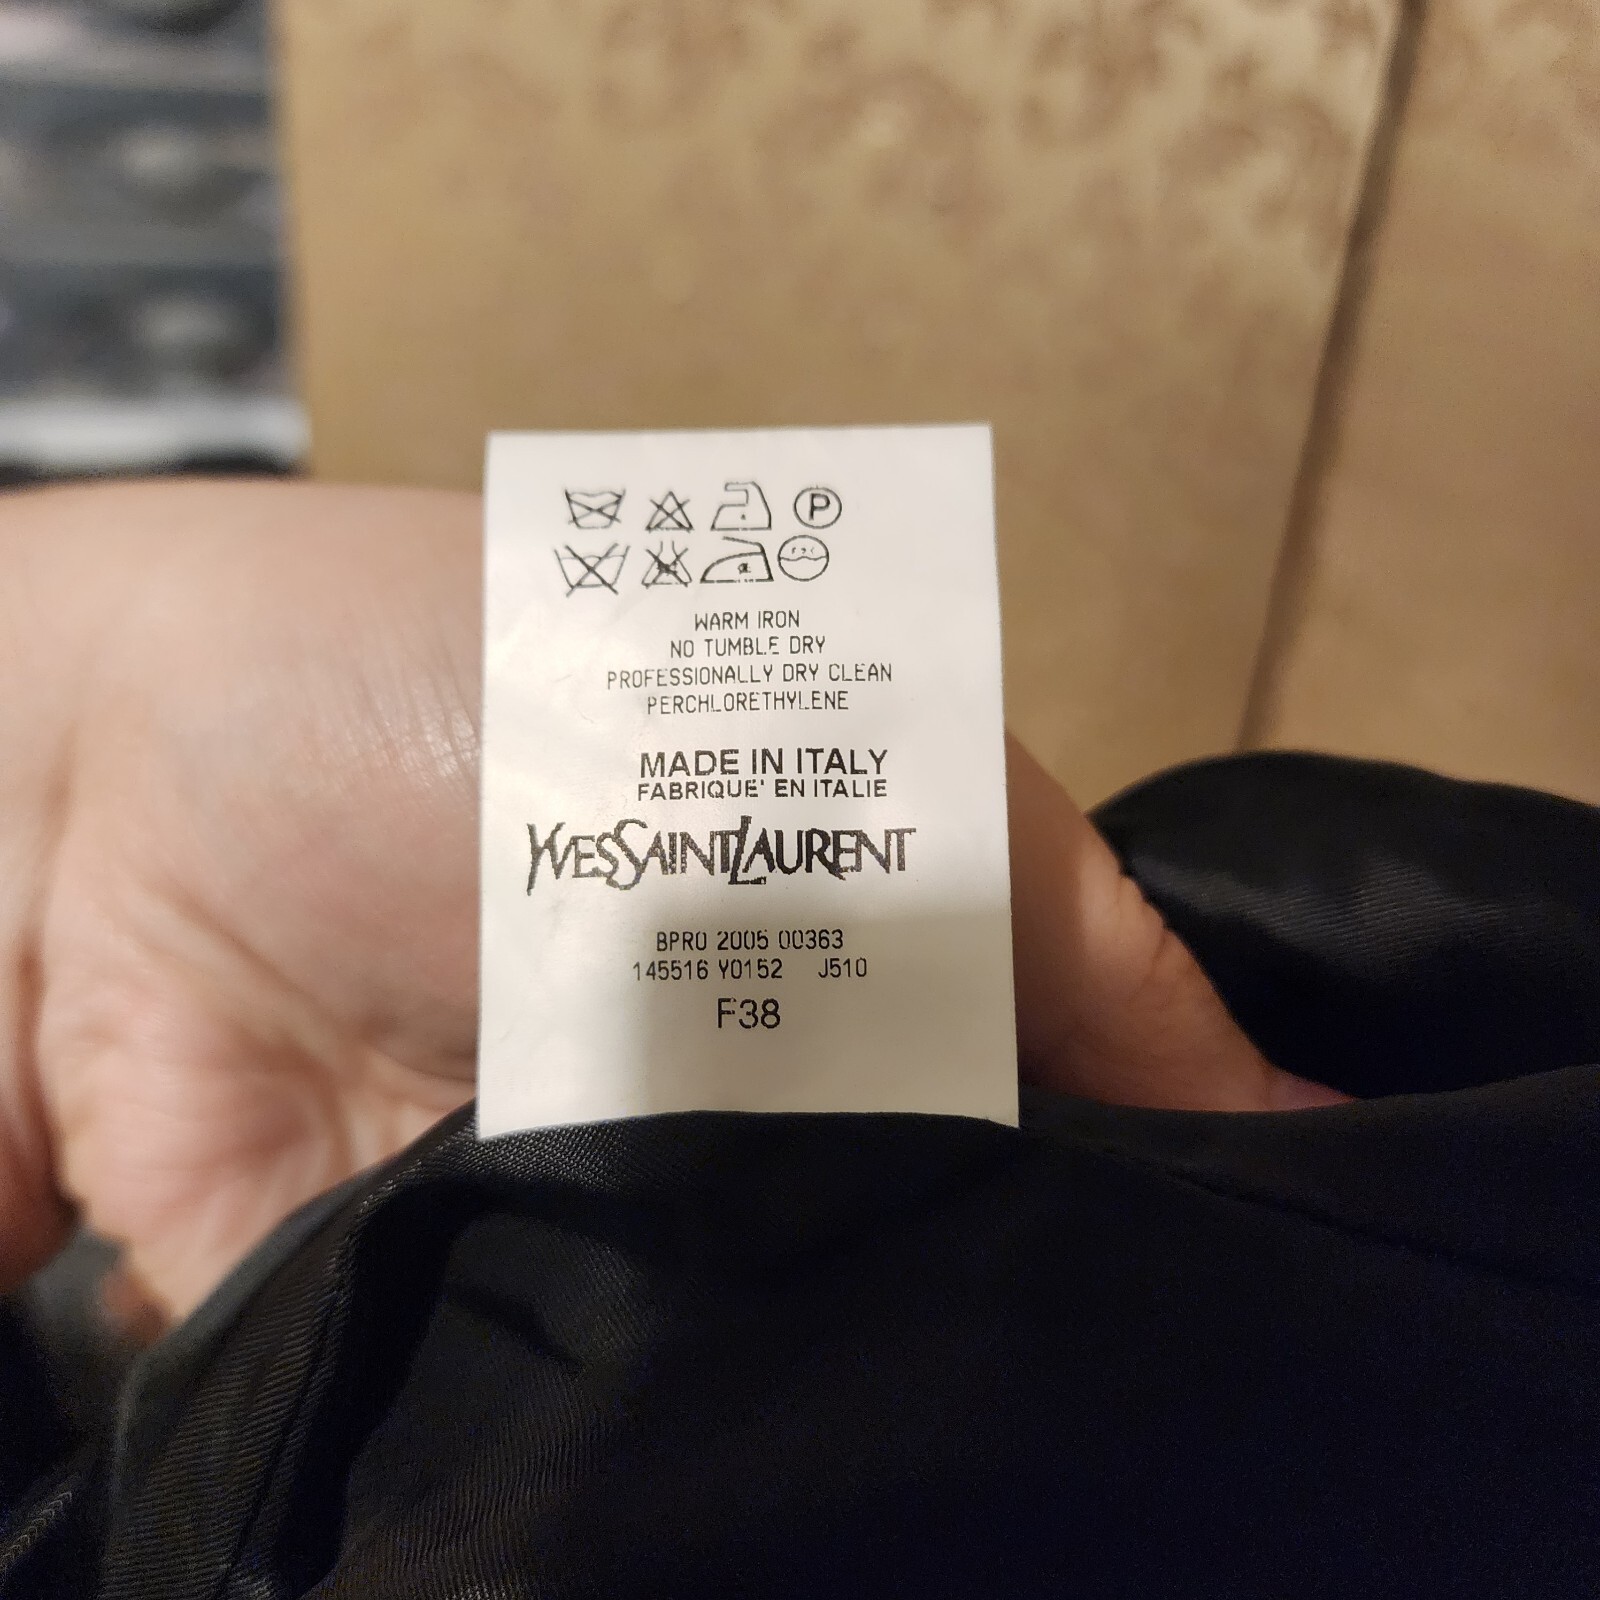 P
WARM IRON
NO TUMBLE DRY
PROFESSIONALLY DRY CLEAN
PERCHLORETHYLENE
MADE IN ITALY
FABRIQUE' EN ITALIE
YVESSAINTLAURENT
BPRO 2005 00363
145516 Y0152 J510
F38